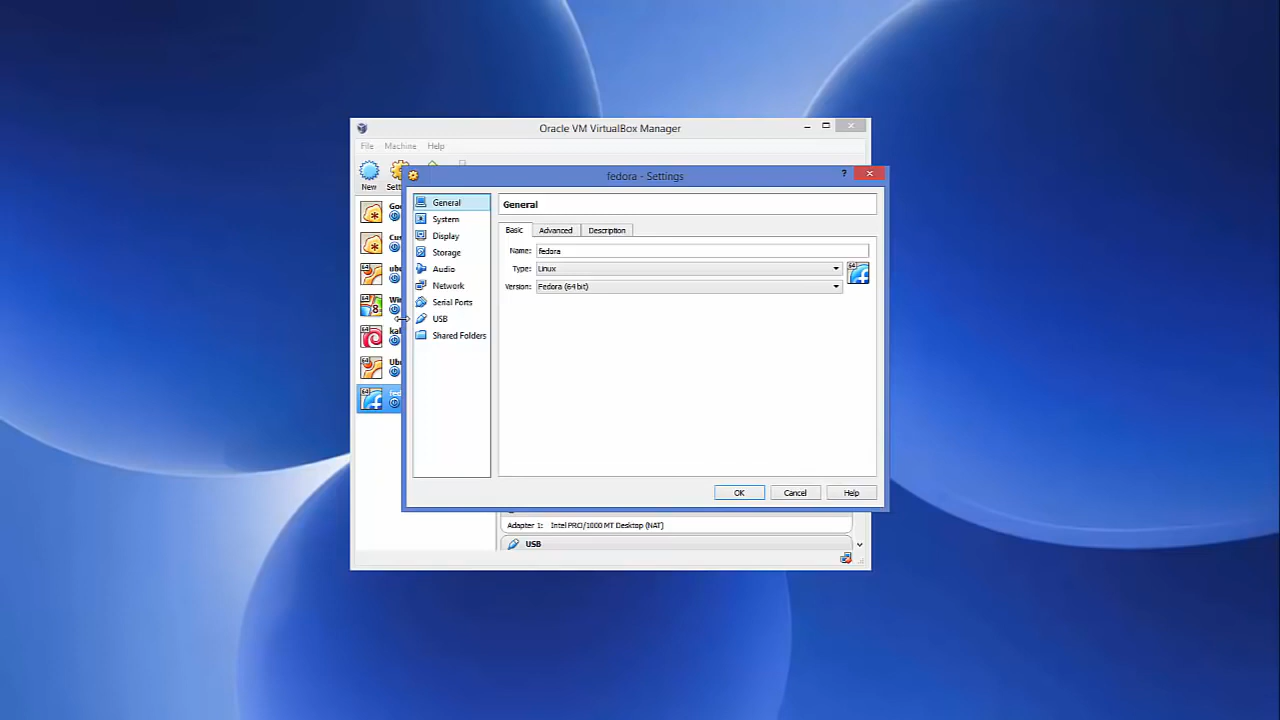 Oracle VM VirtualBox Manager
File Machine Help
fedora - Settings
?
New
General
System
Display
Storage
Audio
Network
Serial Ports
USB
Shared Folders
General
Basic Advanced Description
Name: fedora
Type: Linux
Version: Fedora (64 bit)
64
OK Cancel Help
Adapter 1: Intel PRO/1000 MT Desktop (NAT)
USB